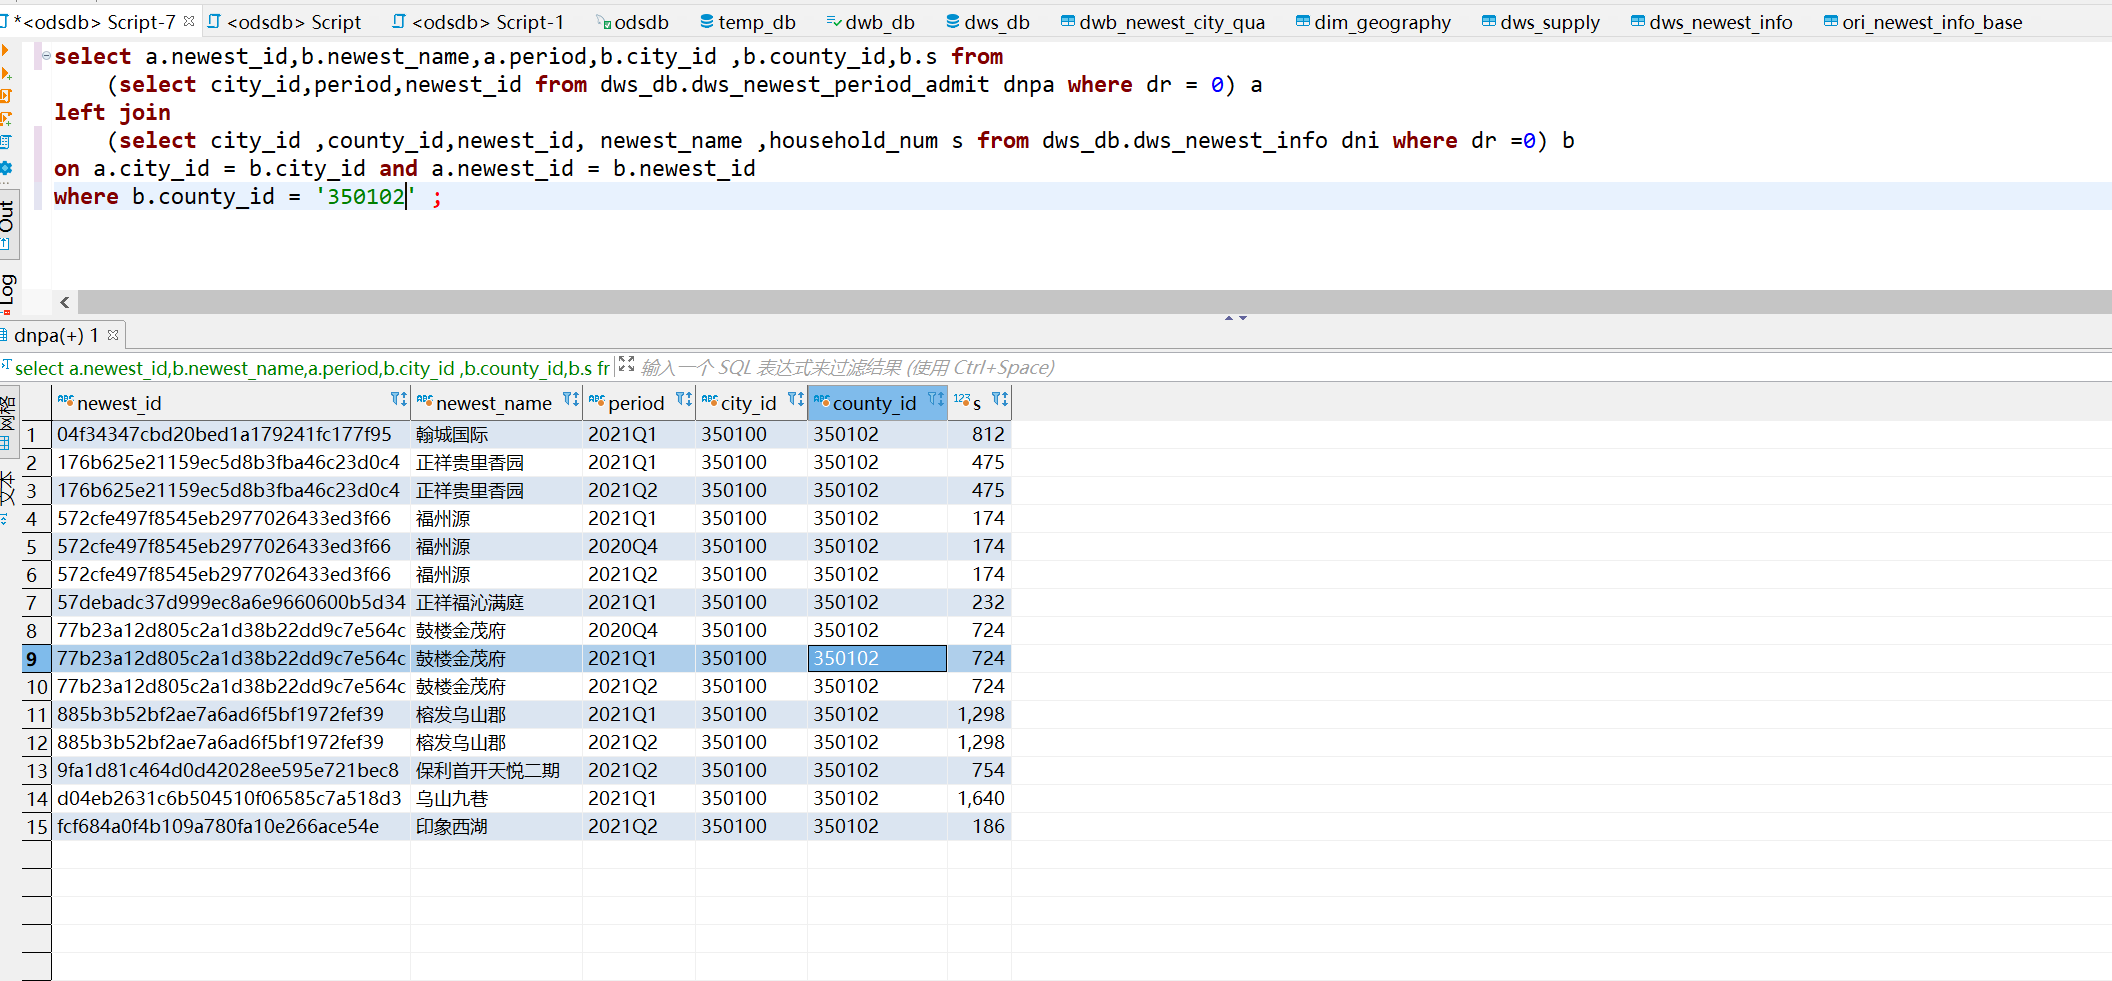 *<odsdb> Script-7 <odsdb> Script <odsdb> Script-1 odsdb temp_db dwb_db dws_db dwb_newest_city_qua dim_geography dws_supply dws_newest_info ori_newest_info_base
select a.newest_id,b.newest_name,a.period,b.city_id ,b.county_id,b.s from
(select city_id,period,newest_id from dws_db.dws_newest_period_admit dnpa where dr = 0) a
left join
(select city_id ,county_id,newest_id, newest_name ,household_num s from dws_db.dws_newest_info dni where dr =0) b
on a.city_id = b.city_id and a.newest_id = b.newest_id
where b.county_id = '350102' ;
Out
Log
dnpa(+) 1
select a.newest_id,b.newest_name,a.period,b.city_id ,b.county_id,b.s fr 输入一个 SQL 表达式来过滤结果 (使用 Ctrl+Space)
网格
文本
newest_id newest_name period city_id county_id 123 s
1 04f34347cbd20bed1a179241fc177f95 翰城国际 2021Q1 350100 350102 812
2 176b625e21159ec5d8b3fba46c23d0c4 正祥贵里香园 2021Q1 350100 350102 475
3 176b625e21159ec5d8b3fba46c23d0c4 正祥贵里香园 2021Q2 350100 350102 475
4 572cfe497f8545eb2977026433ed3f66 福州源 2021Q1 350100 350102 174
5 572cfe497f8545eb2977026433ed3f66 福州源 2020Q4 350100 350102 174
6 572cfe497f8545eb2977026433ed3f66 福州源 2021Q2 350100 350102 174
7 57debadc37d999ec8a6e9660600b5d34 正祥福沁满庭 2021Q1 350100 350102 232
8 77b23a12d805c2a1d38b22dd9c7e564c 鼓楼金茂府 2020Q4 350100 350102 724
9 77b23a12d805c2a1d38b22dd9c7e564c 鼓楼金茂府 2021Q1 350100 350102 724
10 77b23a12d805c2a1d38b22dd9c7e564c 鼓楼金茂府 2021Q2 350100 350102 724
11 885b3b52bf2ae7a6ad6f5bf1972fef39 榕发乌山郡 2021Q1 350100 350102 1,298
12 885b3b52bf2ae7a6ad6f5bf1972fef39 榕发乌山郡 2021Q2 350100 350102 1,298
13 9fa1d81c464d0d42028ee595e721bec8 保利首开天悦二期 2021Q2 350100 350102 754
14 d04eb2631c6b504510f06585c7a518d3 乌山九巷 2021Q1 350100 350102 1,640
15 fcf684a0f4b109a780fa10e266ace54e 印象西湖 2021Q2 350100 350102 186